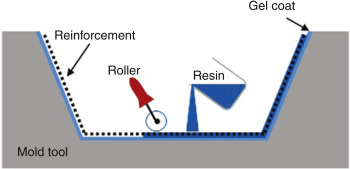 Gel coat
Reinforcement
Roller
Resin
Mold tool